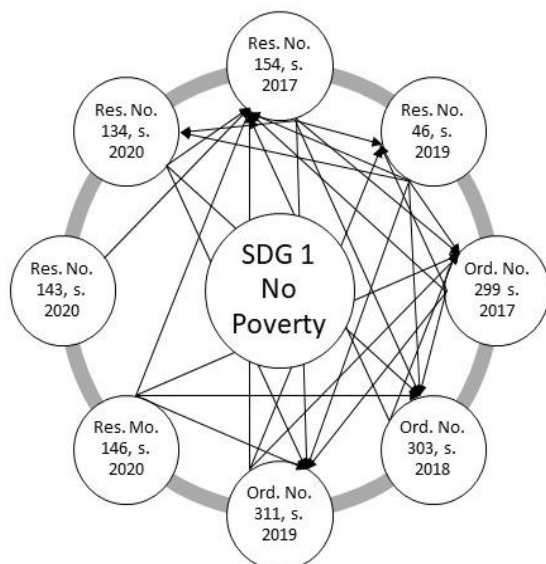 Res. No.
154, s.
2017
Res. No.
46, s.
2019
Ord. No.
299 s.
2017
Ord. No.
303, s.
2018
Ord. No.
311, s.
2019
Res. Mo.
146, s.
2020
Res. No.
143, s.
2020
Res. No.
134, s.
2020
SDG 1
No
Poverty